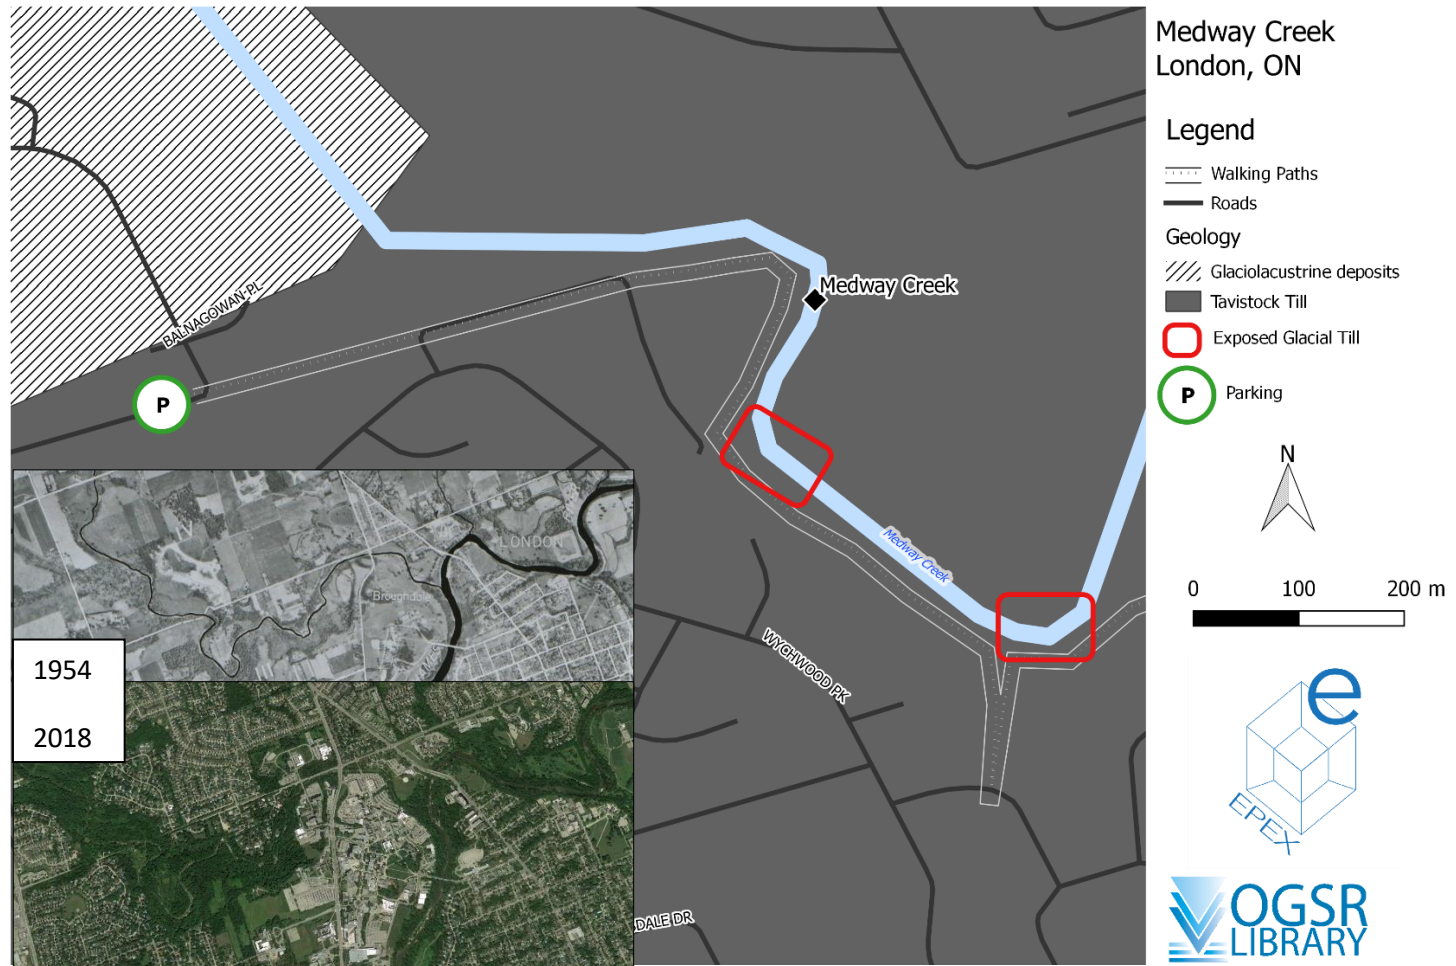 Medway Creek
London, ON
Legend
Walking Paths
Roads
Geology
Glaciolacustrine deposits
Tavistock Till
Exposed Glacial Till
P
Parking
N
0 100 200 m
e
EPEX
OGSR
LIBRARY
Medway Creek
BALNAGOWAN-PL
P
Medway Creek
WYCHWOOD PK
DALE DR
LONDON
Broughdale
1954
2018